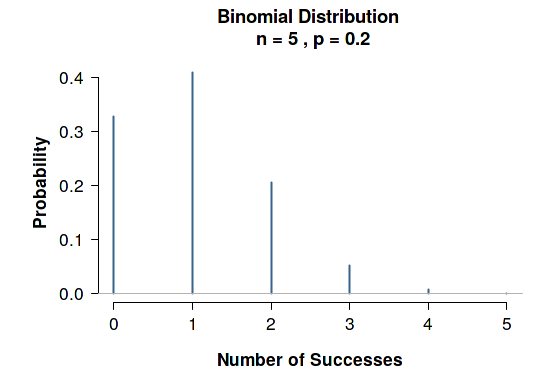 Binomial Distribution
n = 5 , p = 0.2
0.4
0.3
0.2
0.1
0.0
Probability
0 1 2 3 4 5
Number of Successes